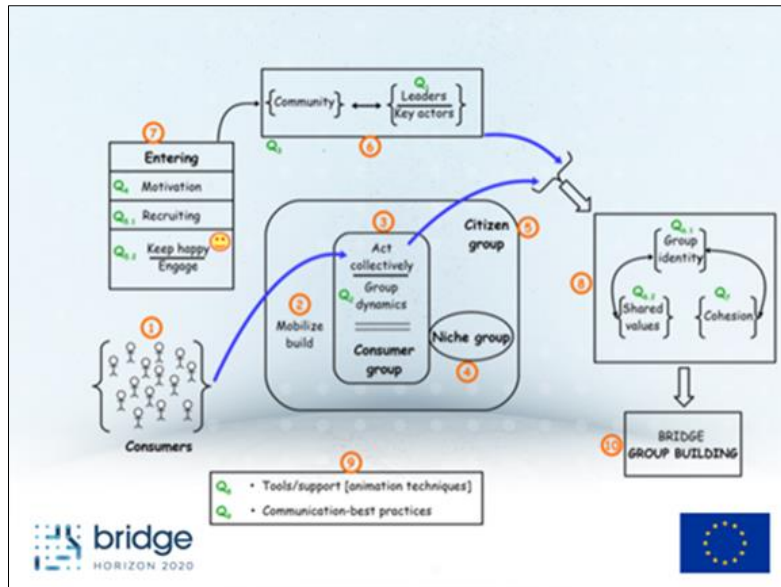 Community
Leaders
Key actors
7
6
Entering
Motivation
Recruiting
Keep happy
Engage
3
5
Act
collectively
Group
dynamics
Citizen
group
2
Mobilize
build
Consumer
group
Niche group
4
1
Consumers
8
Group
identity
Shared
values
Cohesion
10
BRIDGE
GROUP BUILDING
9
• Tools/support [animation techniques]
• Communication-best practices
bridge
HORIZON 2020